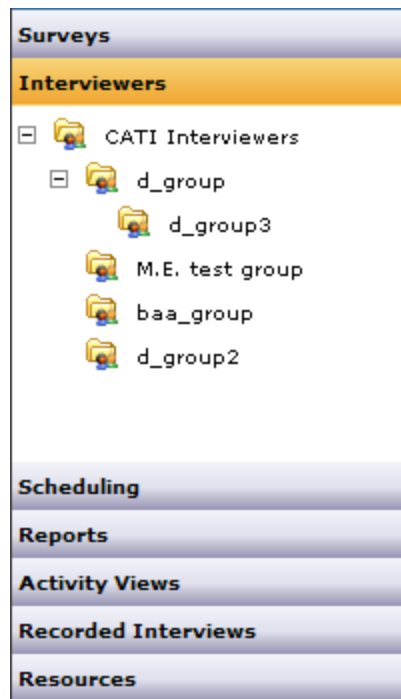 Surveys
Interviewers
CATI Interviewers
d_group
d_group3
M.E. test group
baa_group
d_group2
Scheduling
Reports
Activity Views
Recorded Interviews
Resources